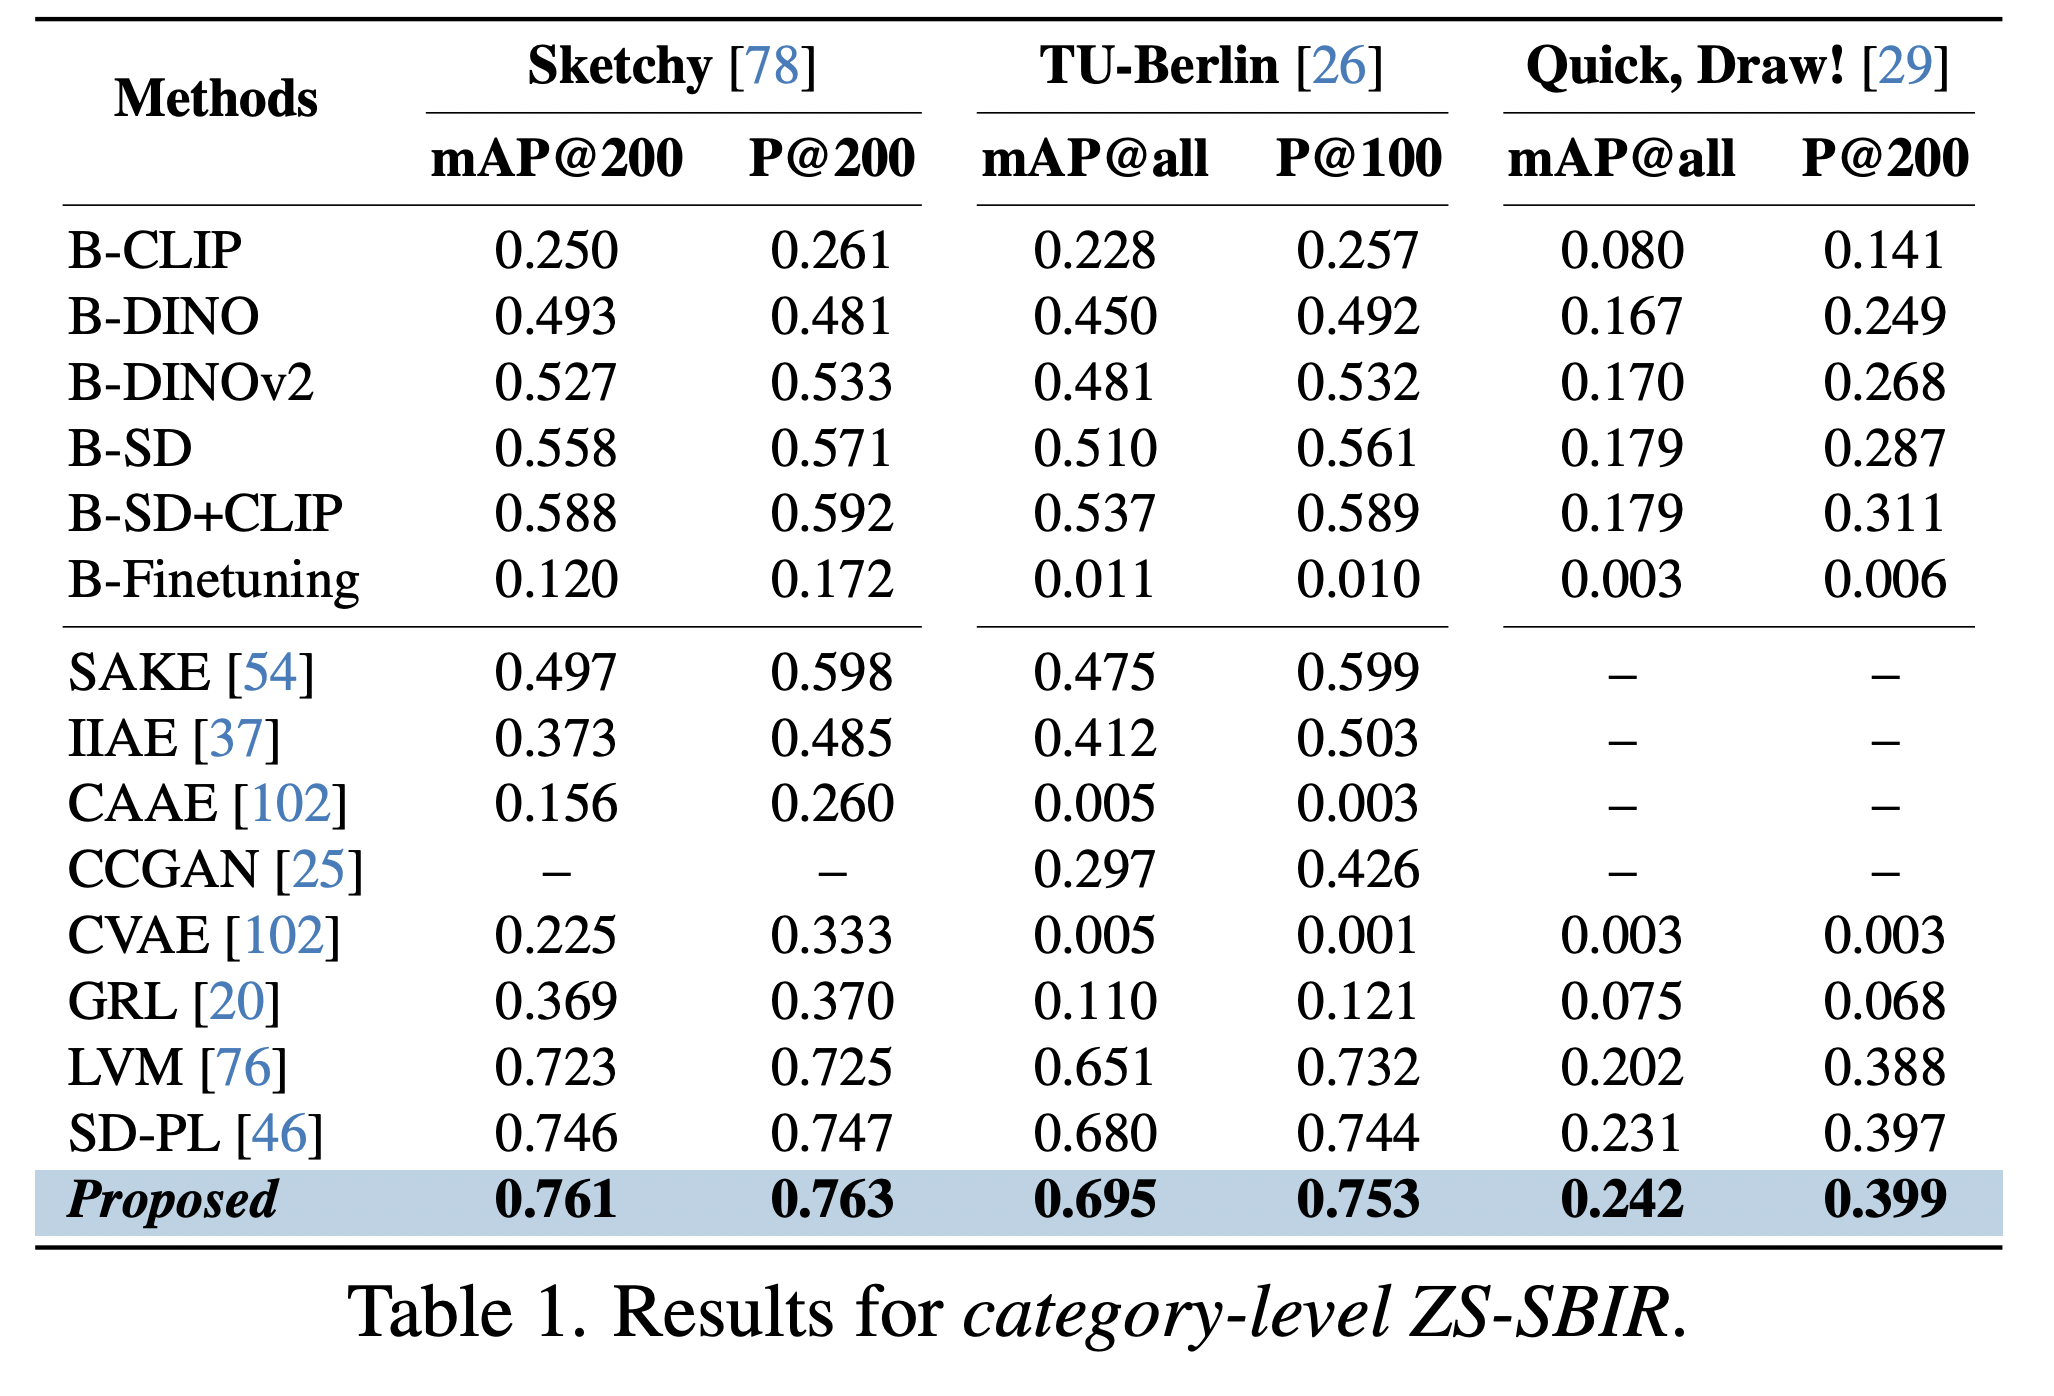 Methods Sketchy [78] TU-Berlin [26] Quick, Draw! [29]
mAP@200 P@200 mAP@all P@100 mAP@all P@200
B-CLIP 0.250 0.261 0.228 0.257 0.080 0.141
B-DINO 0.493 0.481 0.450 0.492 0.167 0.249
B-DINOv2 0.527 0.533 0.481 0.532 0.170 0.268
B-SD 0.558 0.571 0.510 0.561 0.179 0.287
B-SD+CLIP 0.588 0.592 0.537 0.589 0.179 0.311
B-Finetuning 0.120 0.172 0.011 0.010 0.003 0.006
SAKE [54] 0.497 0.598 0.475 0.599 – –
IIAE [37] 0.373 0.485 0.412 0.503 – –
CAAE [102] 0.156 0.260 0.005 0.003 – –
CCGAN [25] – – 0.297 0.426 – –
CVAE [102] 0.225 0.333 0.005 0.001 0.003 0.003
GRL [20] 0.369 0.370 0.110 0.121 0.075 0.068
LVM [76] 0.723 0.725 0.651 0.732 0.202 0.388
SD-PL [46] 0.746 0.747 0.680 0.744 0.231 0.397
Proposed 0.761 0.763 0.695 0.753 0.242 0.399
Table 1. Results for category-level ZS-SBIR.